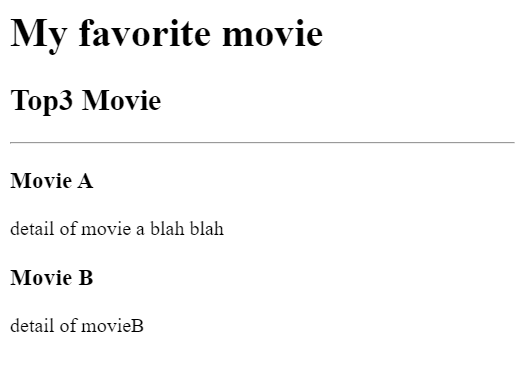 My favorite movie
Top3 Movie
Movie A
detail of movie a blah blah
Movie B
detail of movieB